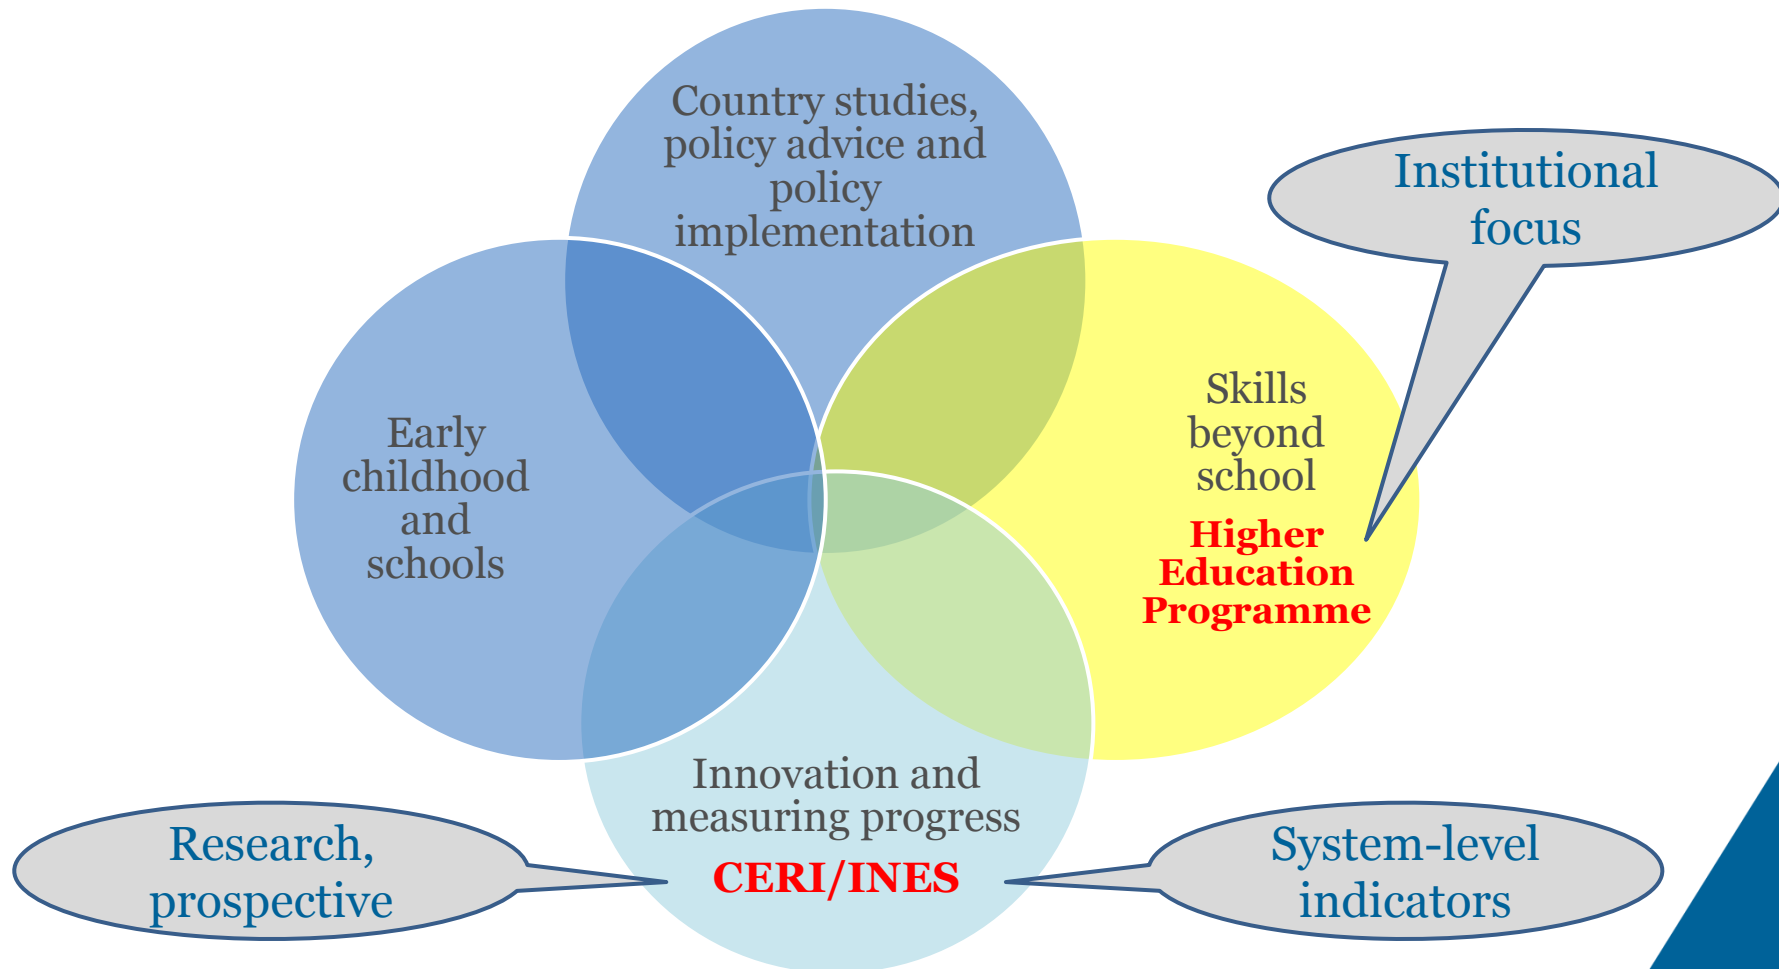 Country studies,
policy advice and
policy
implementation
Institutional
focus
Early
childhood
and
schools
Skills
beyond
school
Higher
Education
Programme
Innovation and
measuring progress
CERI/INES
Research,
prospective
System-level
indicators